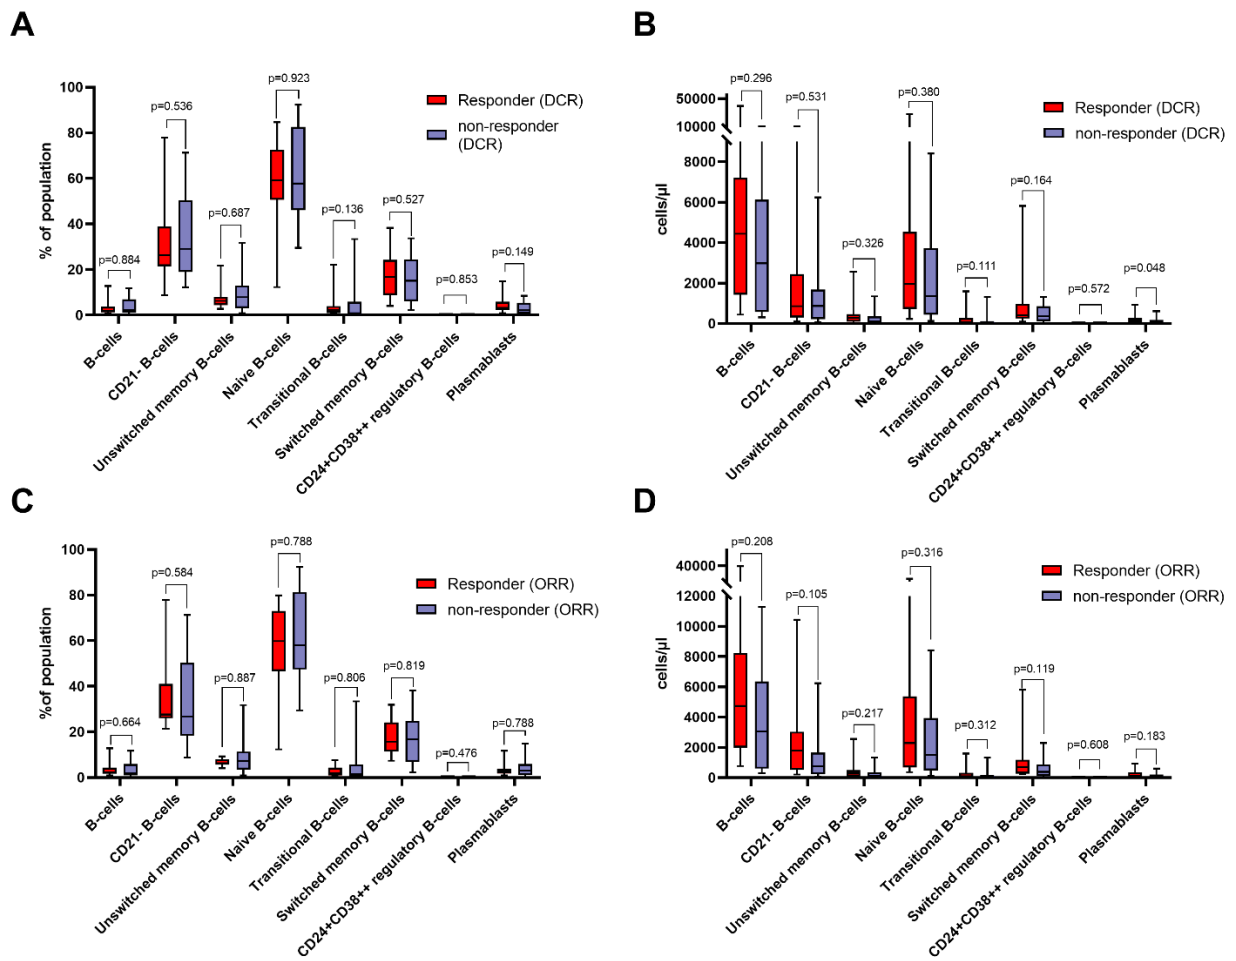 A
p=0.923
p=0.536
p=0.687
p=0.136
p=0.527
p=0.884
p=0.853
p=0.149
Responder (DCR)
non-responder
(DCR)
% of population
100
80
60
40
20
0
B-cells
CD21- B-cells
Unswitched memory B-cells
Naive B-cells
Transitional B-cells
Switched memory B-cells
CD24+CD38++ regulatory B-cells
Plasmablasts
B
p=0.296
p=0.531
p=0.326
p=0.380
p=0.111
p=0.164
p=0.572
p=0.048
Responder (DCR)
non-responder (DCR)
cells/µl
50000
10000
8000
6000
4000
2000
0
B-cells
CD21- B-cells
Unswitched memory B-cells
Naive B-cells
Transitional B-cells
Switched memory B-cells
CD24+CD38++ regulatory B-cells
Plasmablasts
C
p=0.664
p=0.584
p=0.887
p=0.788
p=0.806
p=0.819
p=0.476
p=0.788
Responder (ORR)
non-responder (ORR)
%of population
100
80
60
40
20
0
B-cells
CD21- B-cells
Unswitched memory B-cells
Naive B-cells
Transitional B-cells
Switched memory B-cells
CD24+CD38++ regulatory B-cells
Plasmablasts
D
p=0.208
p=0.105
p=0.217
p=0.316
p=0.312
p=0.119
p=0.608
p=0.183
Responder (ORR)
non-responder (ORR)
cells/µl
40000
12000
10000
8000
6000
4000
2000
0
B-cells
CD21- B-cells
Unswitched memory B-cells
Naive B-cells
Transitional B-cells
Switched memory B-cells
CD24+CD38++ regulatory B-cells
Plasmablasts